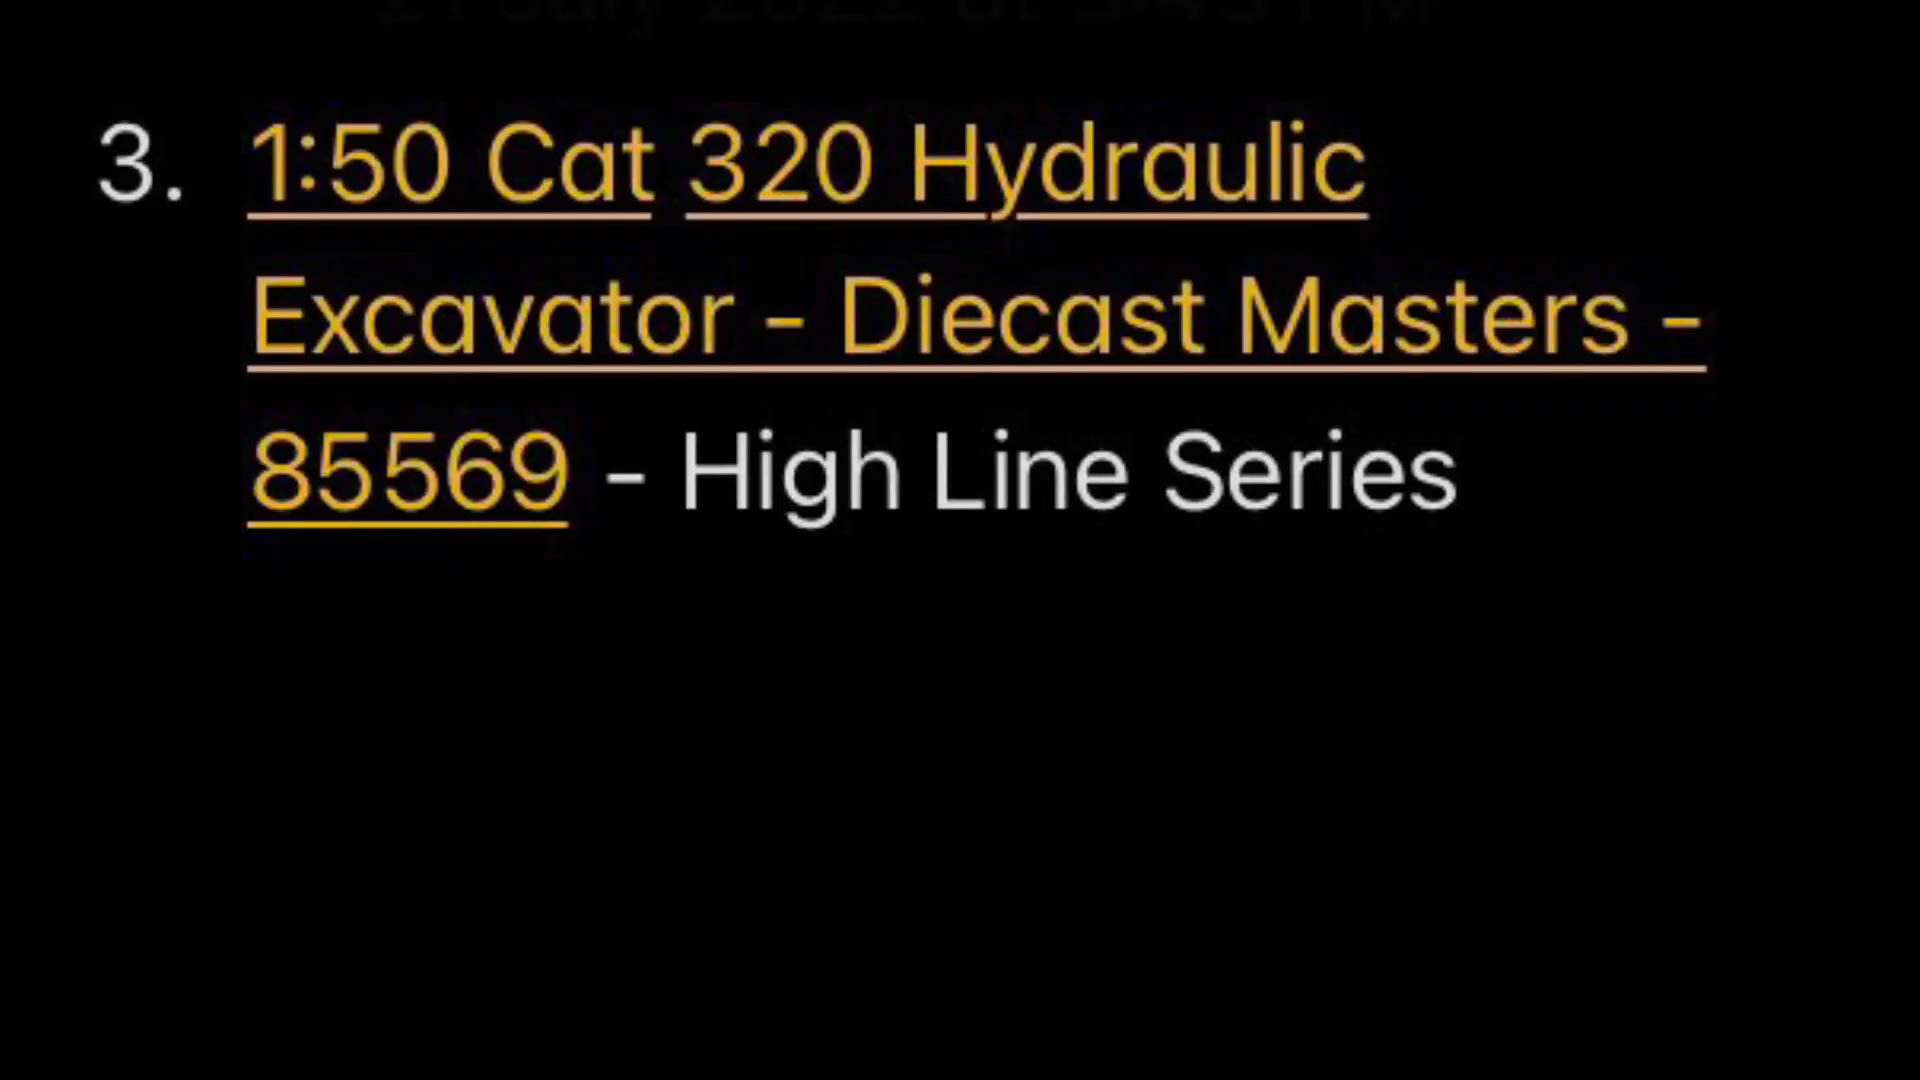 3. 1:50 Cat 320 Hydraulic
Excavator - Diecast Masters -
85569 - High Line Series